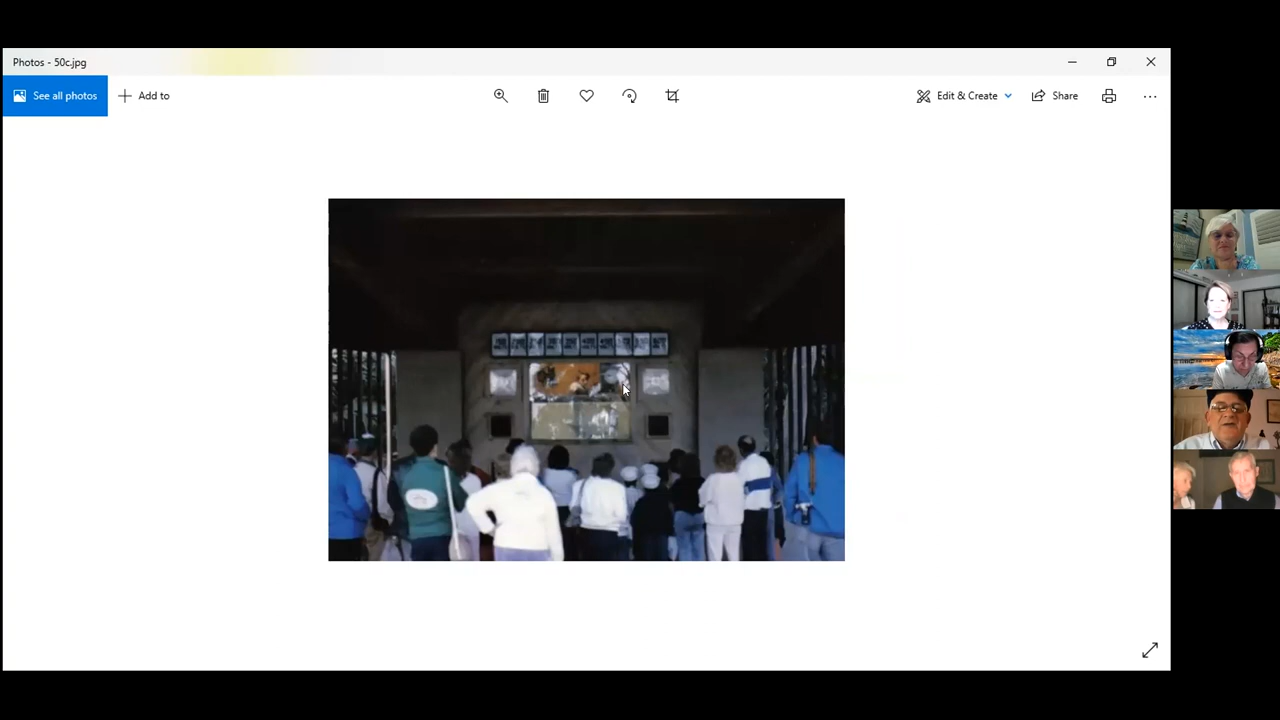 Photos - 50c.jpg
See all photos
Add to
Edit & Create
Share